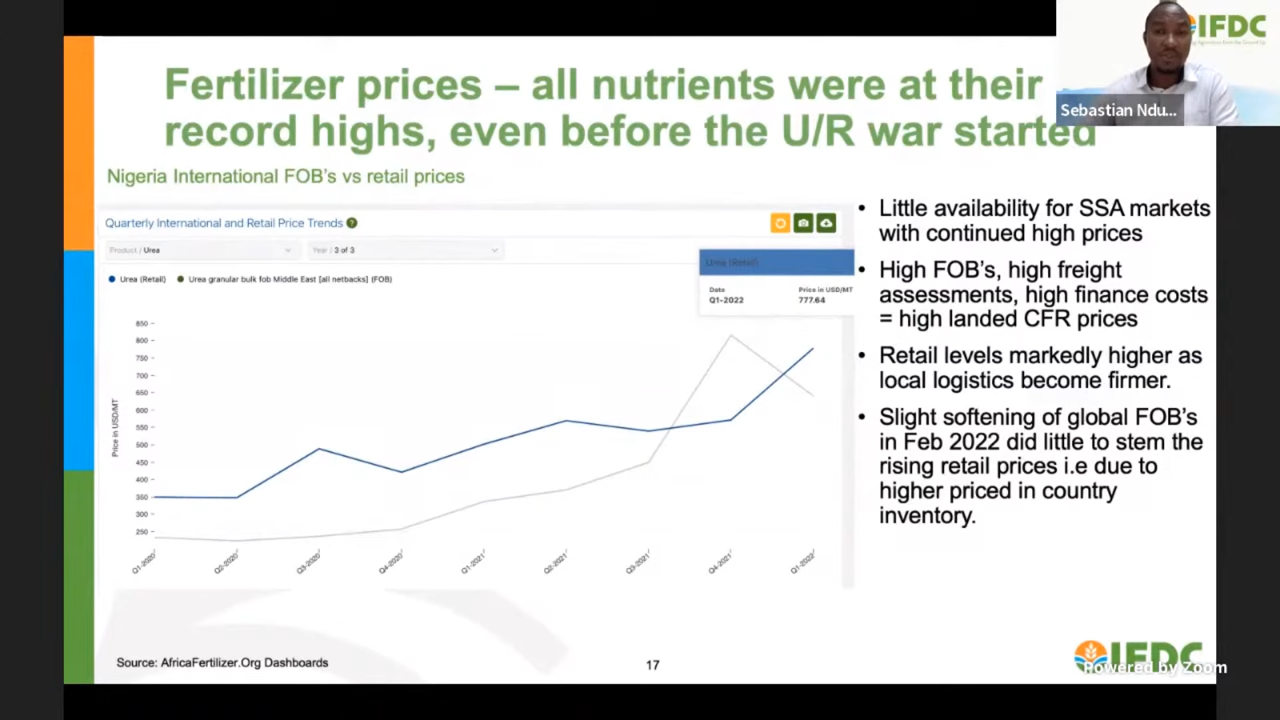 IFDC
Sebastian Ndu...
Fertilizer prices – all nutrients were at their
record highs, even before the U/R war started
Nigeria International FOB's vs retail prices
Quarterly International and Retail Price Trends ?
Product / Urea
Year / 3 of 3
Urea (Retail)
Urea granular bulk fob Middle East [all netbacks] (FOB)
Urea (Retail)
Date
Price in USD/MT
Q1-2022
777.64
Price in USD/MT
850
800
750
700
650
600
550
500
450
400
350
300
250
Q1-2020
Q2-2020
Q3-2020
Q4-2020
Q1-2021
Q2-2021
Q3-2021
Q4-2021
Q1-2022
• Little availability for SSA markets
with continued high prices
• High FOB's, high freight
assessments, high finance costs
= high landed CFR prices
• Retail levels markedly higher as
local logistics become firmer.
• Slight softening of global FOB's
in Feb 2022 did little to stem the
rising retail prices i.e due to
higher priced in country
inventory.
Source: AfricaFertilizer.Org Dashboards
17
IFDC
Powered by Zoom